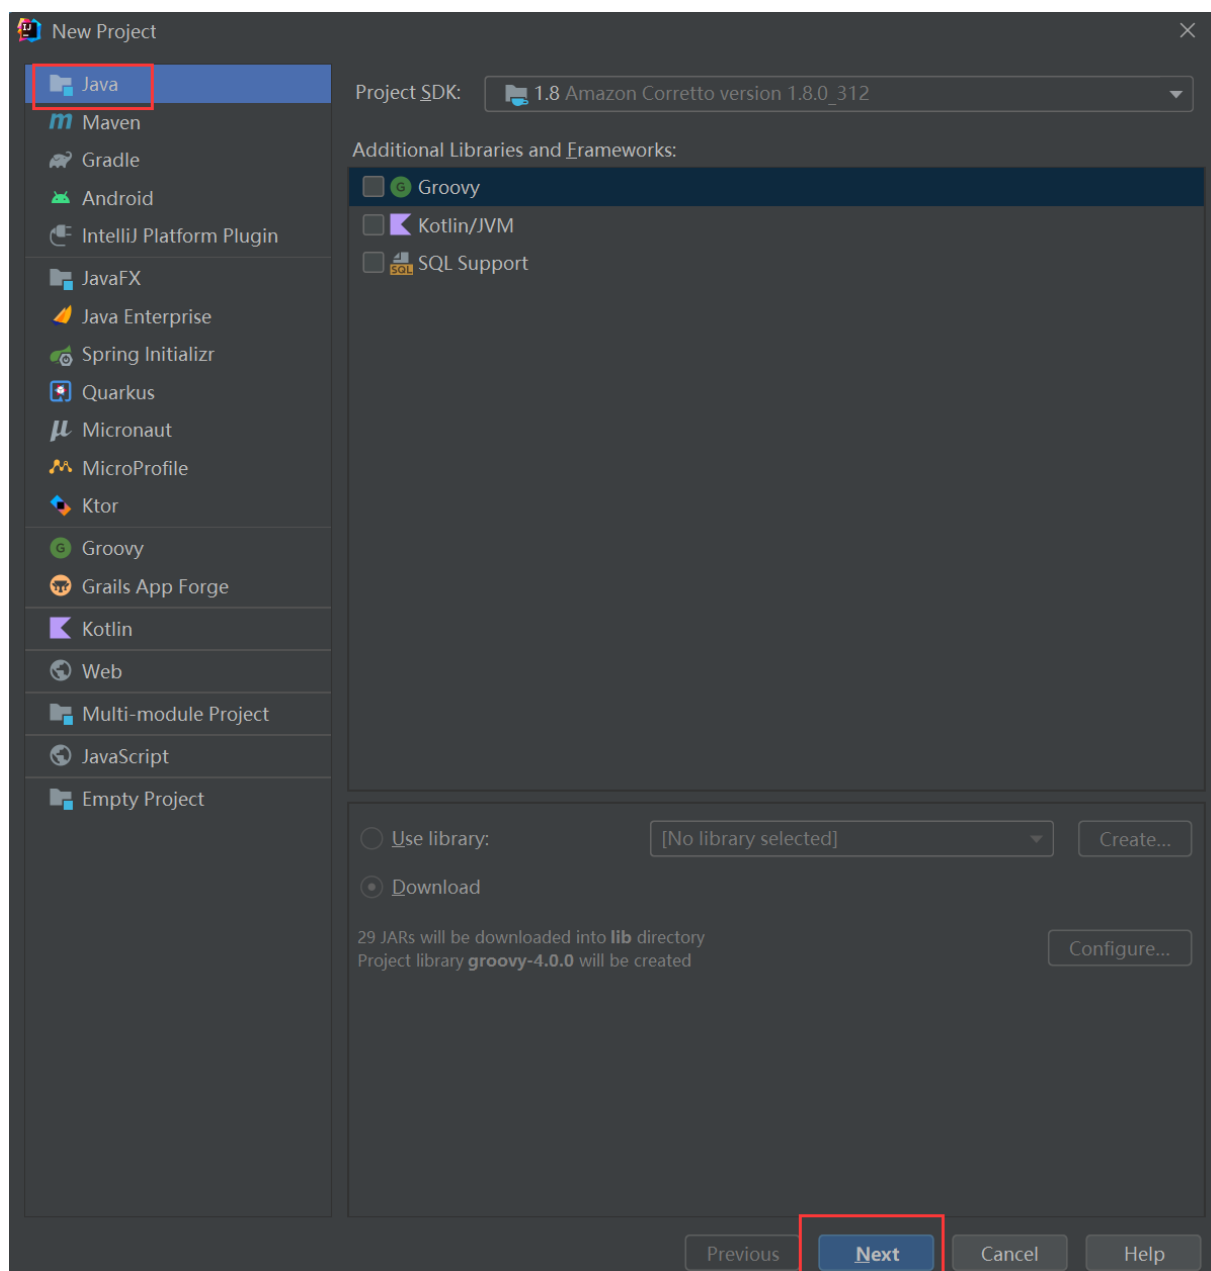 New Project
Java
Maven
Gradle
Android
IntelliJ Platform Plugin
JavaFX
Java Enterprise
Spring Initializr
Quarkus
Micronaut
MicroProfile
Ktor
Groovy
Grails App Forge
Kotlin
Web
Multi-module Project
JavaScript
Empty Project
Project SDK: 1.8 Amazon Corretto version 1.8.0_312
Additional Libraries and Frameworks:
Groovy
Kotlin/JVM
SQL Support
Use library: [No library selected] Create...
Download
29 JARs will be downloaded into lib directory
Project library groovy-4.0.0 will be created
Configure...
Previous Next Cancel Help